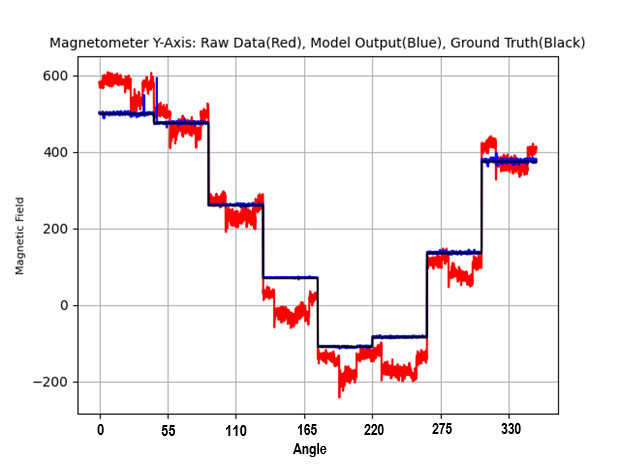 Magnetometer Y-Axis: Raw Data(Red), Model Output(Blue), Ground Truth(Black)
600
400
200
0
−200
Magnetic Field
0 55 110 165 220 275 330
Angle